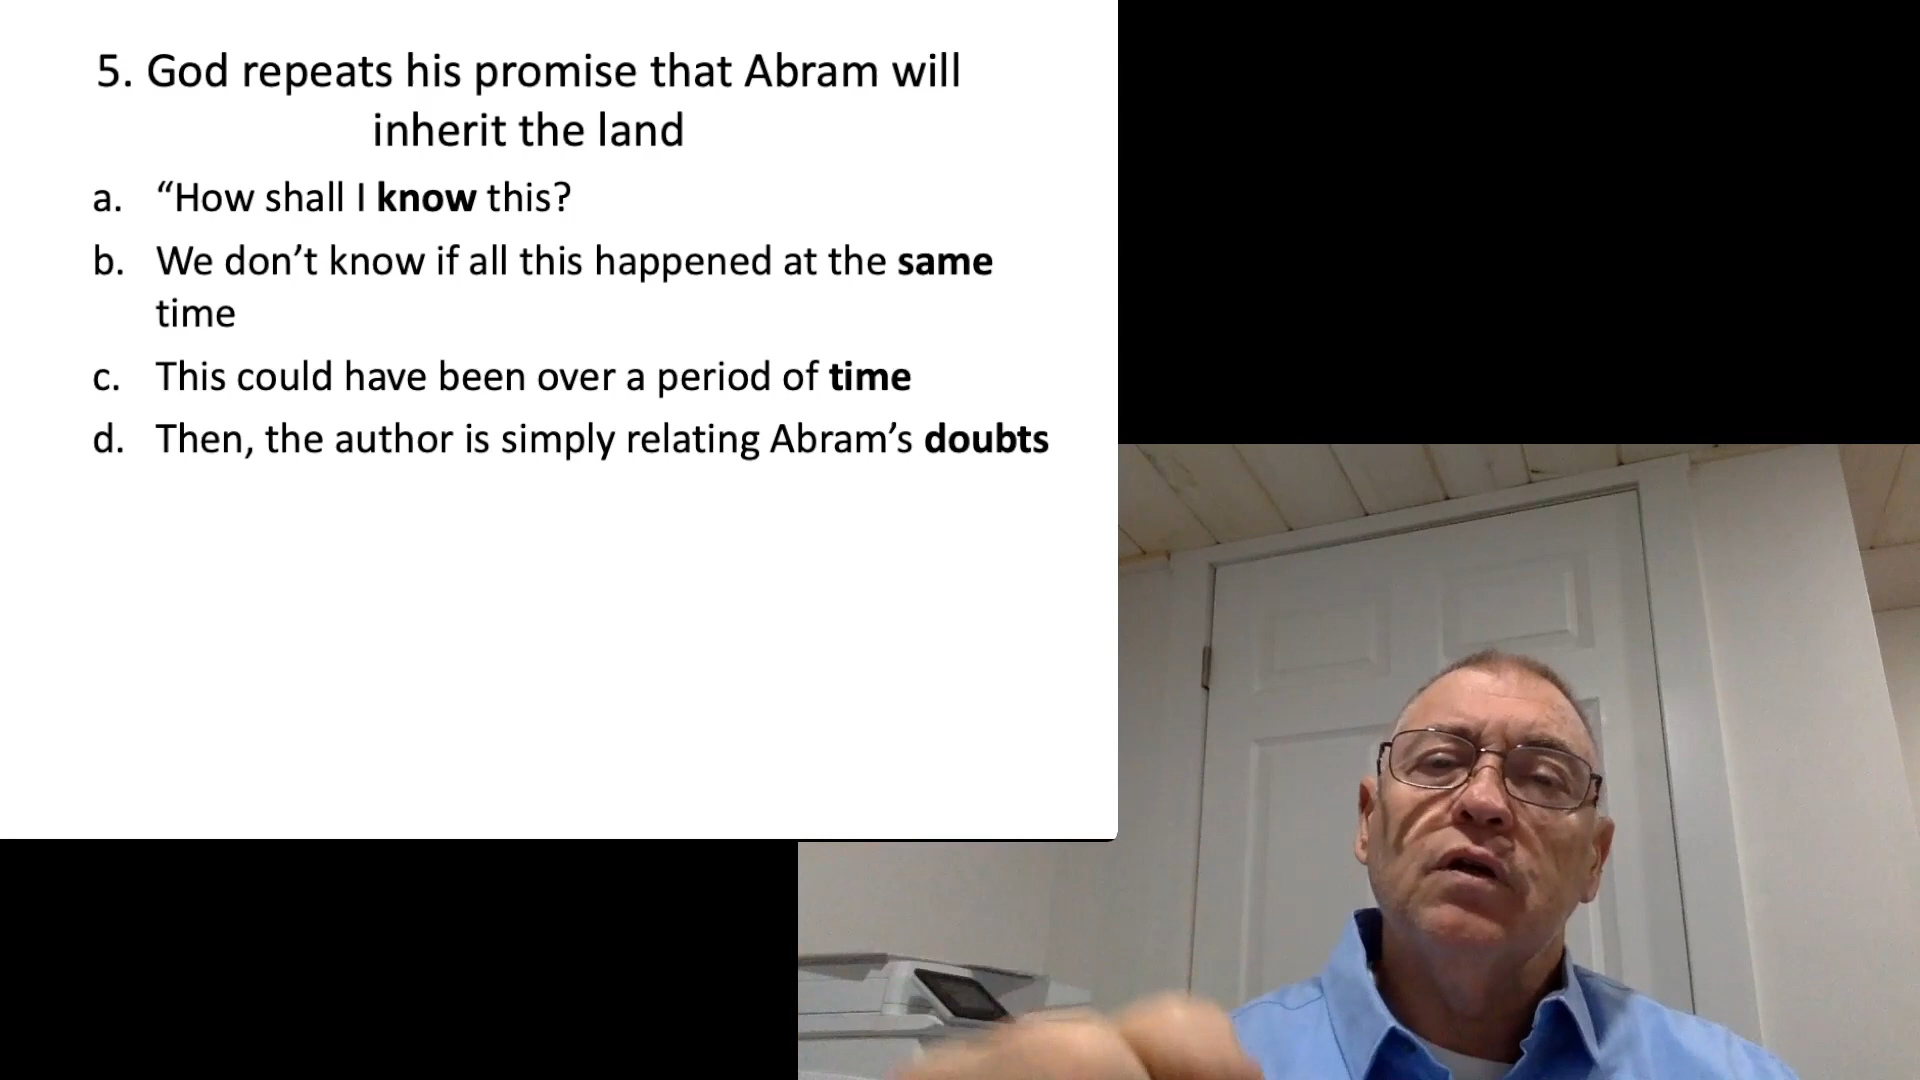 5. God repeats his promise that Abram will
inherit the land
a. “How shall I know this?
b. We don’t know if all this happened at the same
time
c. This could have been over a period of time
d. Then, the author is simply relating Abram’s doubts